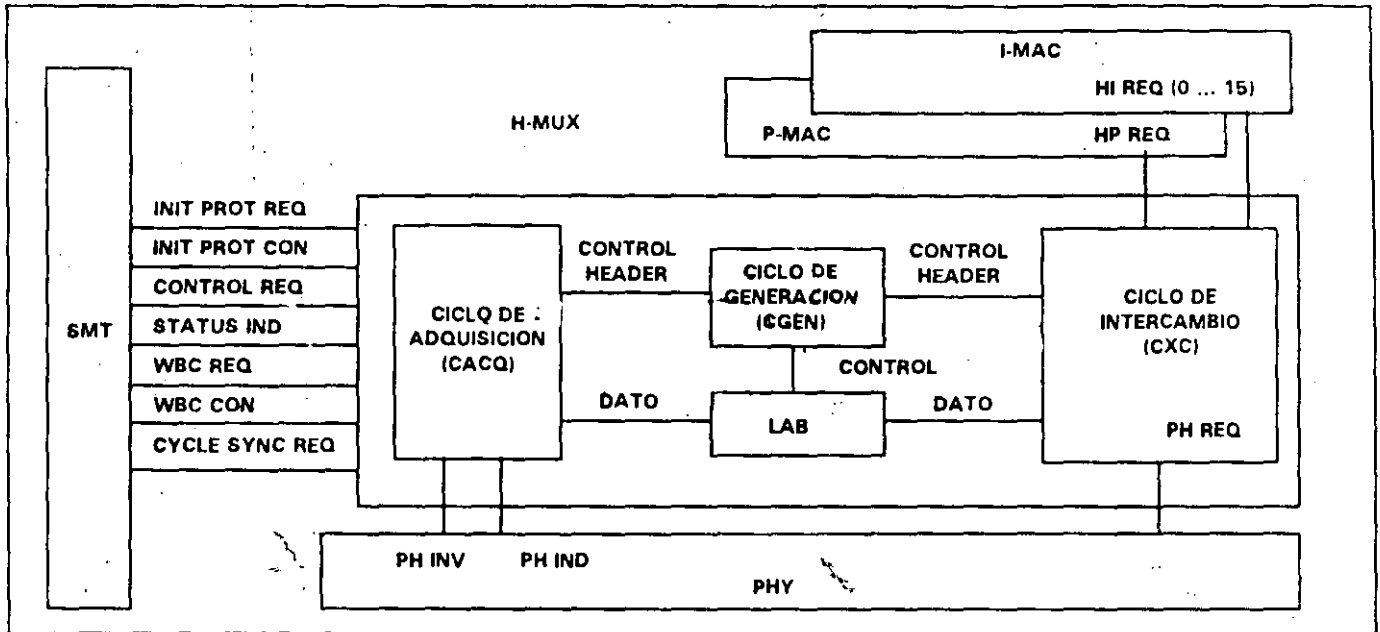 I-MAC
HI REQ (0 ... 15)
H-MUX
P-MAC
HP REQ
SMT
INIT PROT REQ
INIT PROT CON
CONTROL REQ
STATUS IND
WBC REQ
WBC CON
CYCLE SYNC REQ
CICLO DE
ADQUISICION
(CACQ)
CONTROL
HEADER
DATO
CICLO DE
GENERACION
(CGEN)
CONTROL
LAB
CONTROL
HEADER
DATO
CICLO DE
INTERCAMBIO
(CXC)
PH REQ
PH INV
PH IND
PHY